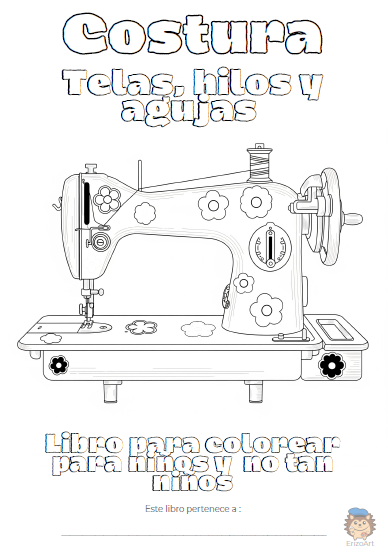 Costura
Telas, hilos y
agujas
Libro para colorear
para niños y no tan
niños
Este libro pertenece a :
ErizoArt